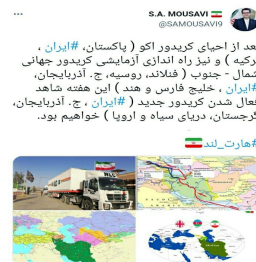 S.A. MOUSAVI
@SAMOUSAVI9
عد از احیای کریدور اکو ( پاکستان، #ایران ،
رکیه ) و نیز راه اندازی آزمایشی کریدور جهانی
شمال - جنوب ( فنلاند، روسیه، ج. آذربایجان،
#ایران ، خلیج فارس و هند ) این هفته شاهد
فعال شدن کریدور جدید ( #ایران ، ج. آذربایجان،
گرجستان، دریای سیاه و اروپا ) خواهیم بود.
#هارت_لند